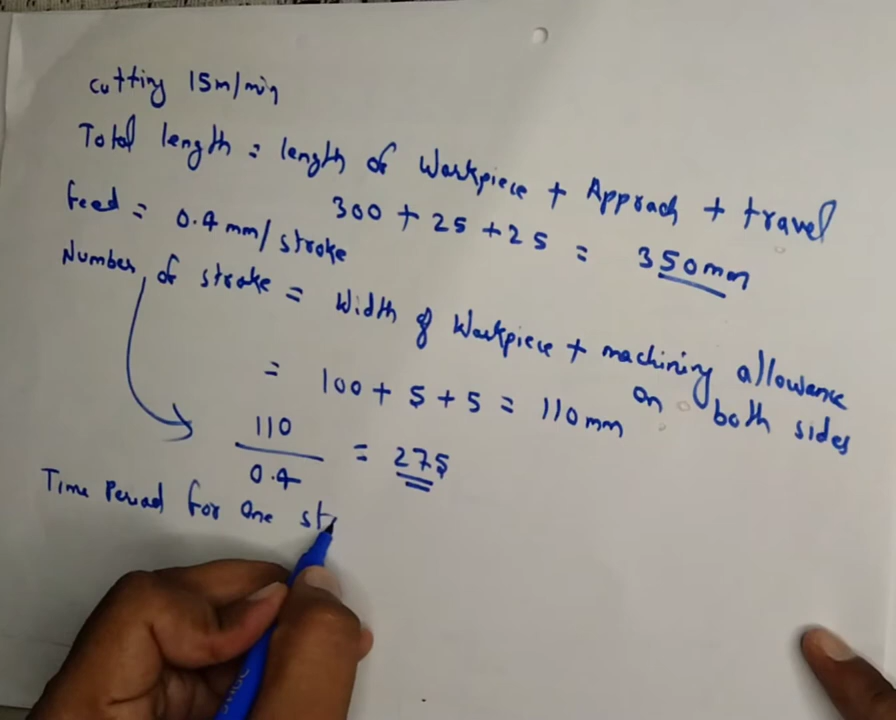 cutting 15m/min
Total length = length of Workpiece + Approach + travel
300 + 25 + 25 = 350mm
feed = 0.4 mm/stroke
Number of stroke = Width of Workpiece + machining allowance on both sides
= 100 + 5 + 5 = 110mm
110 / 0.4 = 275
Time Period for One st